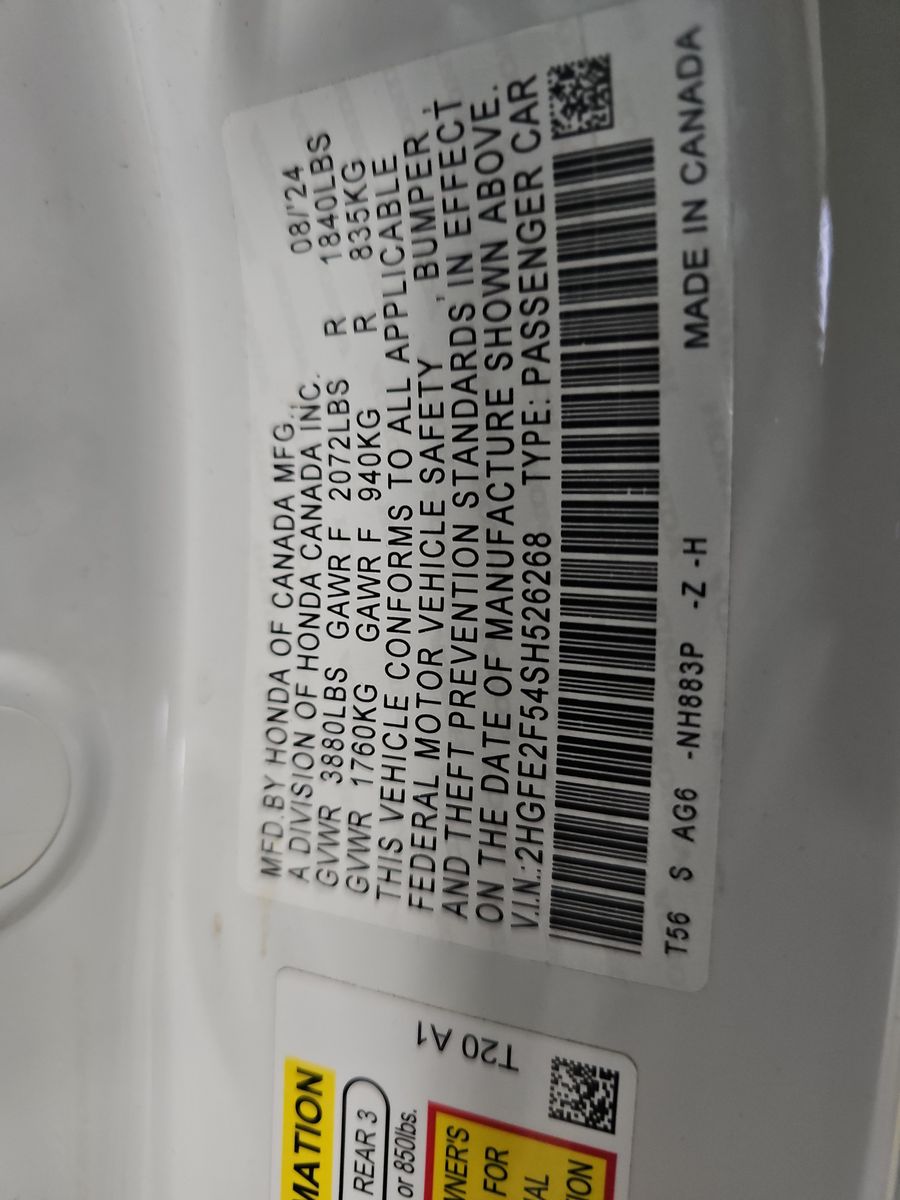 MFD.BY HONDA OF CANADA MFG., 08/'24
A DIVISION OF HONDA CANADA INC.
GVWR 3880LBS GAWR F 2072LBS R 1840LBS
GVWR 1760KG GAWR F 940KG R 835KG
THIS VEHICLE CONFORMS TO ALL APPLICABLE
FEDERAL MOTOR VEHICLE SAFETY , BUMPER ,
AND THEFT PREVENTION STANDARDS IN EFFECT
ON THE DATE OF MANUFACTURE SHOWN ABOVE.
V.I.N.:2HGFE2F54SH526268 TYPE: PASSENGER CAR
T56 S AG6 -NH883P -Z -H MADE IN CANADA
T20 A1
MATION
REAR 3
or 850lbs.
WNER'S
FOR
AL
ION